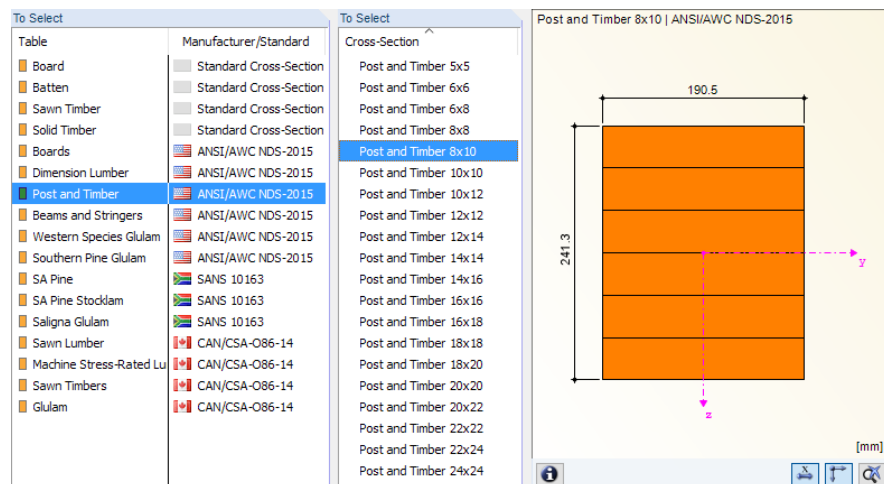 To Select
Table Manufacturer/Standard
Board Standard Cross-Section
Batten Standard Cross-Section
Sawn Timber Standard Cross-Section
Solid Timber Standard Cross-Section
Boards ANSI/AWC NDS-2015
Dimension Lumber ANSI/AWC NDS-2015
Post and Timber ANSI/AWC NDS-2015
Beams and Stringers ANSI/AWC NDS-2015
Western Species Glulam ANSI/AWC NDS-2015
Southern Pine Glulam ANSI/AWC NDS-2015
SA Pine SANS 10163
SA Pine Stocklam SANS 10163
Saligna Glulam SANS 10163
Sawn Lumber CAN/CSA-O86-14
Machine Stress-Rated Lu CAN/CSA-O86-14
Sawn Timbers CAN/CSA-O86-14
Glulam CAN/CSA-O86-14
To Select
Cross-Section
Post and Timber 5x5
Post and Timber 6x6
Post and Timber 6x8
Post and Timber 8x8
Post and Timber 8x10
Post and Timber 10x10
Post and Timber 10x12
Post and Timber 12x12
Post and Timber 12x14
Post and Timber 14x14
Post and Timber 14x16
Post and Timber 16x16
Post and Timber 16x18
Post and Timber 18x18
Post and Timber 18x20
Post and Timber 20x20
Post and Timber 20x22
Post and Timber 22x22
Post and Timber 22x24
Post and Timber 24x24
Post and Timber 8x10 | ANSI/AWC NDS-2015
190.5
241.3
y
z
[mm]
X